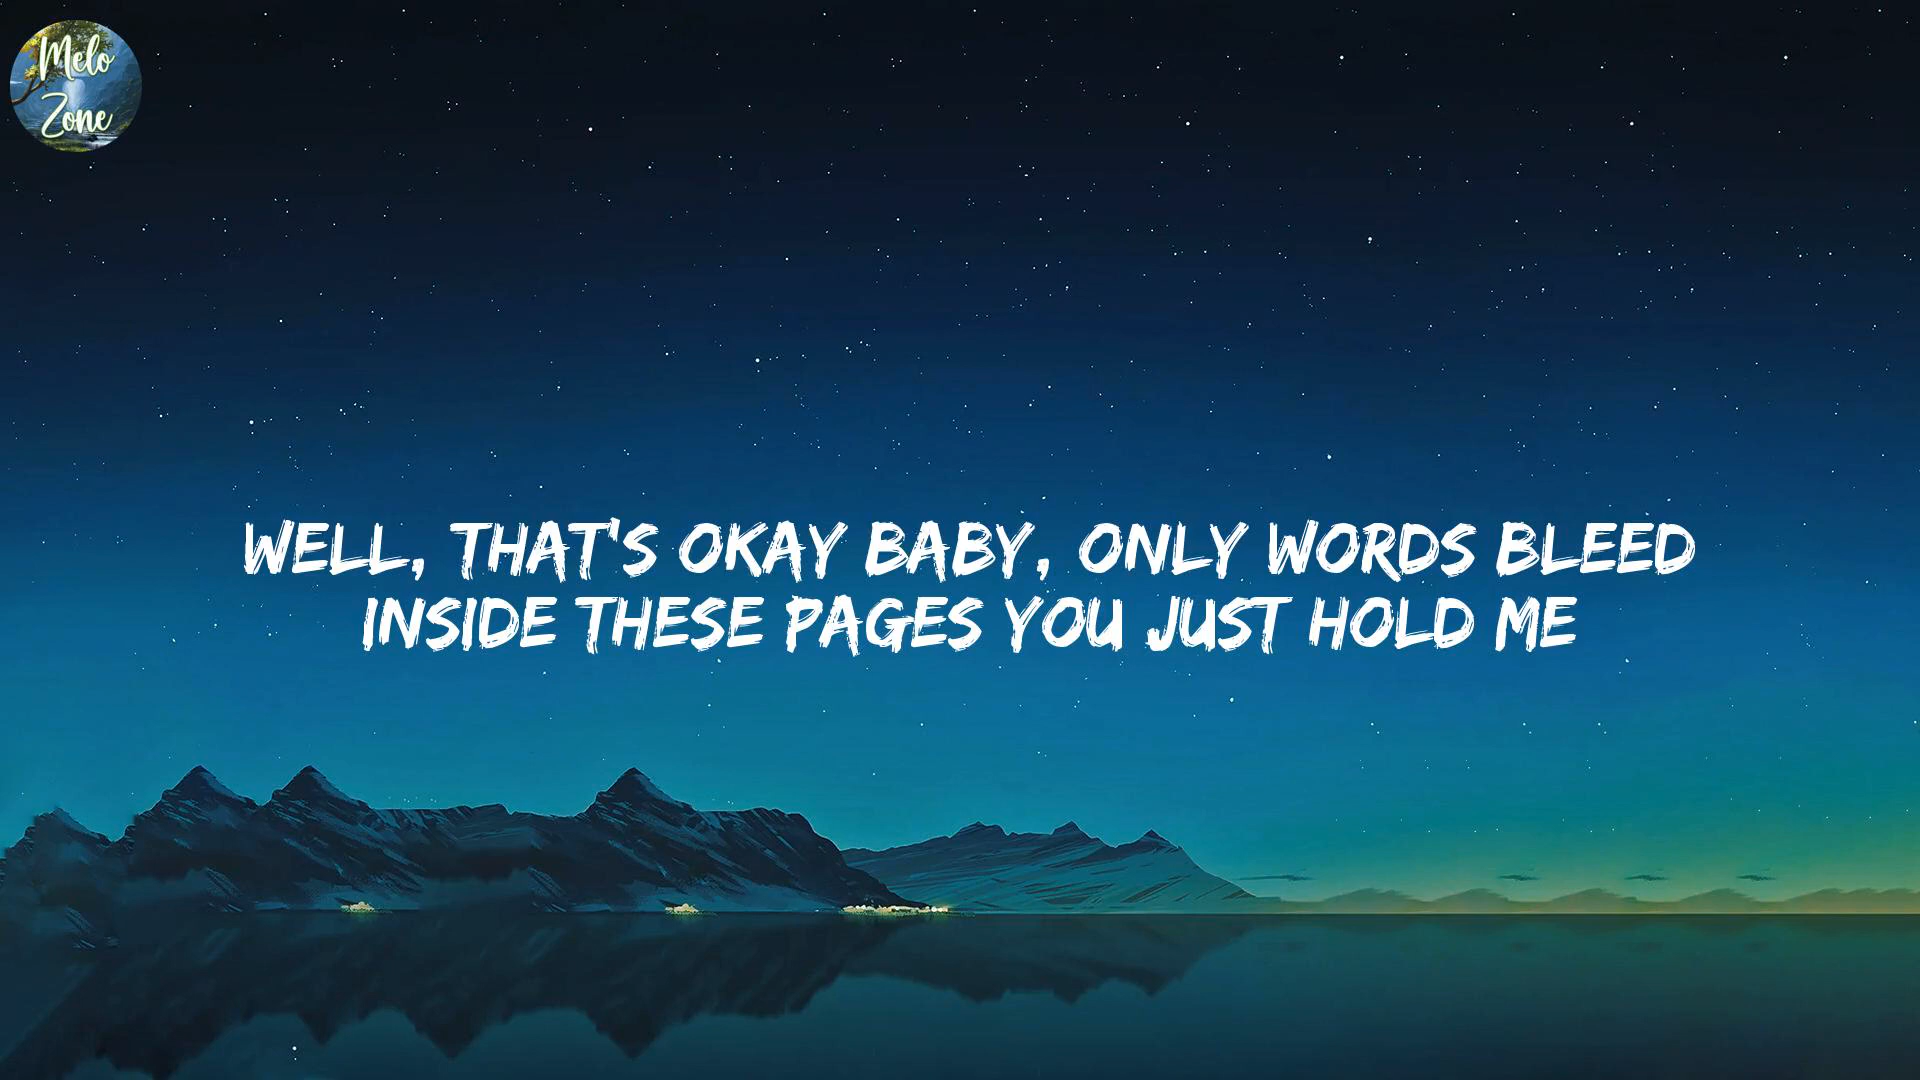 Melo
Zone
WELL, THAT'S OKAY BABY, ONLY WORDS BLEED
INSIDE THESE PAGES YOU JUST HOLD ME